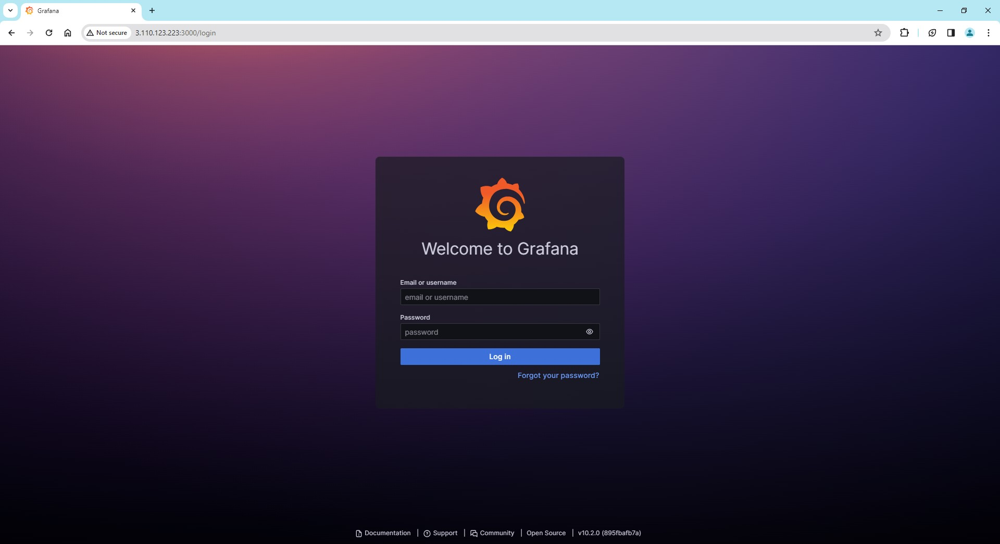 Grafana
Not secure
3.110.123.223:3000/login
Welcome to Grafana
Email or username
email or username
Password
password
Log in
Forgot your password?
Documentation | Support | Community | Open Source | v10.2.0 (895fbafb7a)